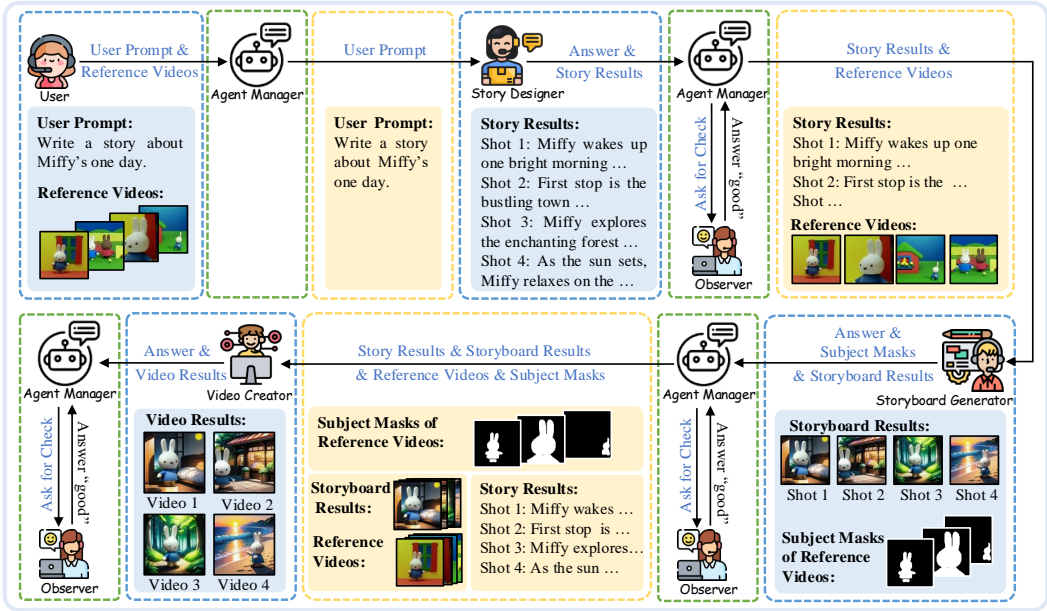 User Prompt &
Reference Videos
User
Agent Manager
User Prompt
Story Designer
Answer &
Story Results
Agent Manager
Story Results &
Reference Videos
User Prompt:
Write a story about
Miffy's one day.
Reference Videos:
User Prompt:
Write a story
about Miffy's
one day.
Story Results:
Shot 1: Miffy wakes up
one bright morning …
Shot 2: First stop is the
bustling town …
Shot 3: Miffy explores
the enchanting forest …
Shot 4: As the sun sets,
Miffy relaxes on the …
Ask for Check
Answer "good"
Observer
Story Results:
Shot 1: Miffy wakes up one
bright morning …
Shot 2: First stop is the …
Shot …
Reference Videos:
Agent Manager
Ask for Check
Answer "good"
Observer
Answer &
Video Results
Video Creator
Video Results:
Video 1
Video 2
Video 3
Video 4
Story Results & Storyboard Results
& Reference Videos & Subject Masks
Subject Masks of
Reference Videos:
Storyboard
Results:
Reference
Videos:
Story Results:
Shot 1: Miffy wakes …
Shot 2: First stop is …
Shot 3: Miffy explores…
Shot 4: As the sun …
Agent Manager
Ask for Check
Answer "good"
Observer
Answer &
Subject Masks
& Storyboard Results
Storyboard Generator
Storyboard Results:
Shot 1
Shot 2
Shot 3
Shot 4
Subject Masks
of Reference
Videos: